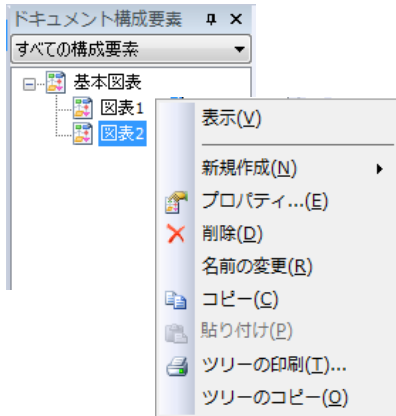 ドキュメント構成要素
すべての構成要素
基本図表
図表1
図表2
表示(V)
新規作成(N)
プロパティ...(E)
削除(D)
名前の変更(R)
コピー(C)
貼り付け(P)
ツリーの印刷(T)...
ツリーのコピー(O)